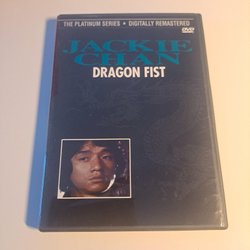 THE PLATINUM SERIES • DIGITALLY REMASTERED
DVD
JACKIE
CHAN
DRAGON FIST